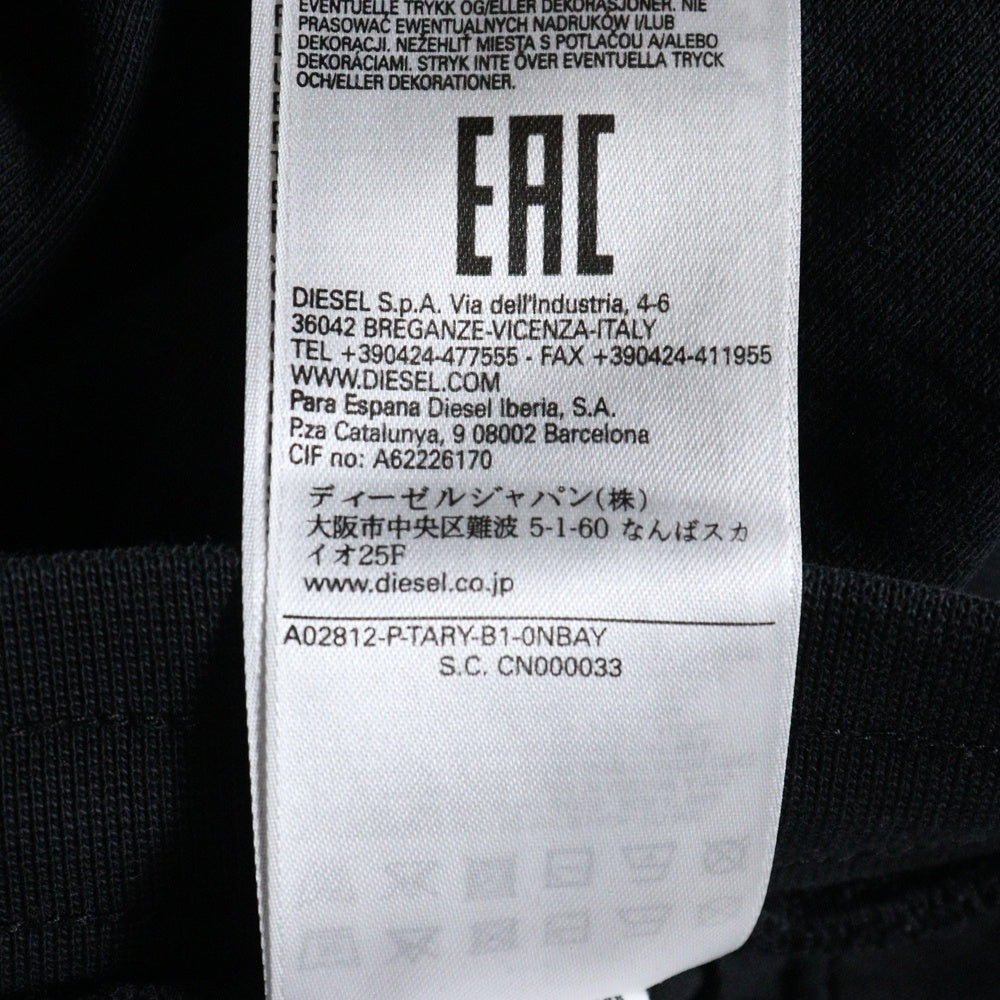 EVENTUELLE TRYKK OG/ELLER DEKORASJONER. NIE
PRASOWAĆ EWENTUALNYCH NADRUKÓW I/LUB
DEKORACJI. NEŽEHLIŤ MIESTA S POTLAČOU A/ALEBO
DEKORÁCIAMI. STRYK INTE ÖVER EVENTUELLA TRYCK
OCH/ELLER DEKORATIONER.
EAC
DIESEL S.p.A. Via dell'Industria, 4-6
36042 BREGANZE-VICENZA-ITALY
TEL +390424-477555 - FAX +390424-411955
WWW.DIESEL.COM
Para Espana Diesel Iberia, S.A.
P.za Catalunya, 9 08002 Barcelona
CIF no: A62226170
ディーゼルジャパン(株)
大阪市中央区難波 5-1-60 なんばスカ
イオ25F
www.diesel.co.jp
A02812-P-TARY-B1-0NBAY
S.C. CN000033